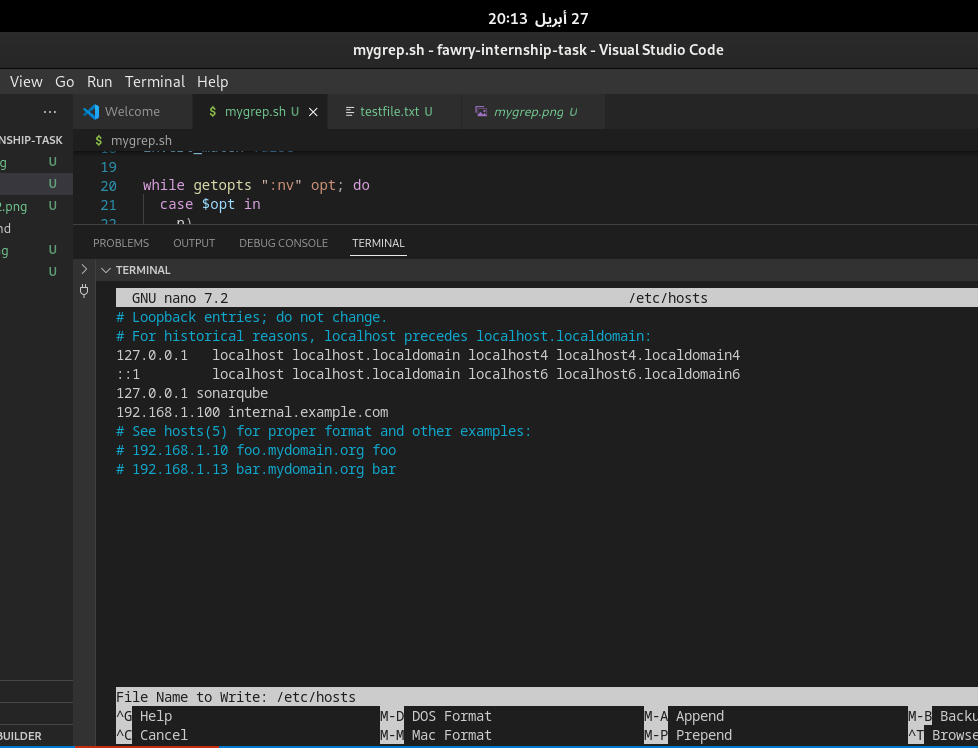 27 أبريل 20:13
mygrep.sh - fawry-internship-task - Visual Studio Code
View Go Run Terminal Help
Welcome mygrep.sh U testfile.txt U mygrep.png U
NSHIP-TASK
$ mygrep.sh
g U
19
U
20 while getopts ":nv" opt; do
2.png U
21 case $opt in
22 n)
nd
PROBLEMS OUTPUT DEBUG CONSOLE TERMINAL
g U
U
TERMINAL
GNU nano 7.2 /etc/hosts
# Loopback entries; do not change.
# For historical reasons, localhost precedes localhost.localdomain:
127.0.0.1 localhost localhost.localdomain localhost4 localhost4.localdomain4
::1 localhost localhost.localdomain localhost6 localhost6.localdomain6
127.0.0.1 sonarqube
192.168.1.100 internal.example.com
# See hosts(5) for proper format and other examples:
# 192.168.1.10 foo.mydomain.org foo
# 192.168.1.13 bar.mydomain.org bar
File Name to Write: /etc/hosts
^G Help M-D DOS Format M-A Append M-B Backu
^C Cancel M-M Mac Format M-P Prepend ^T Browse
BUILDER